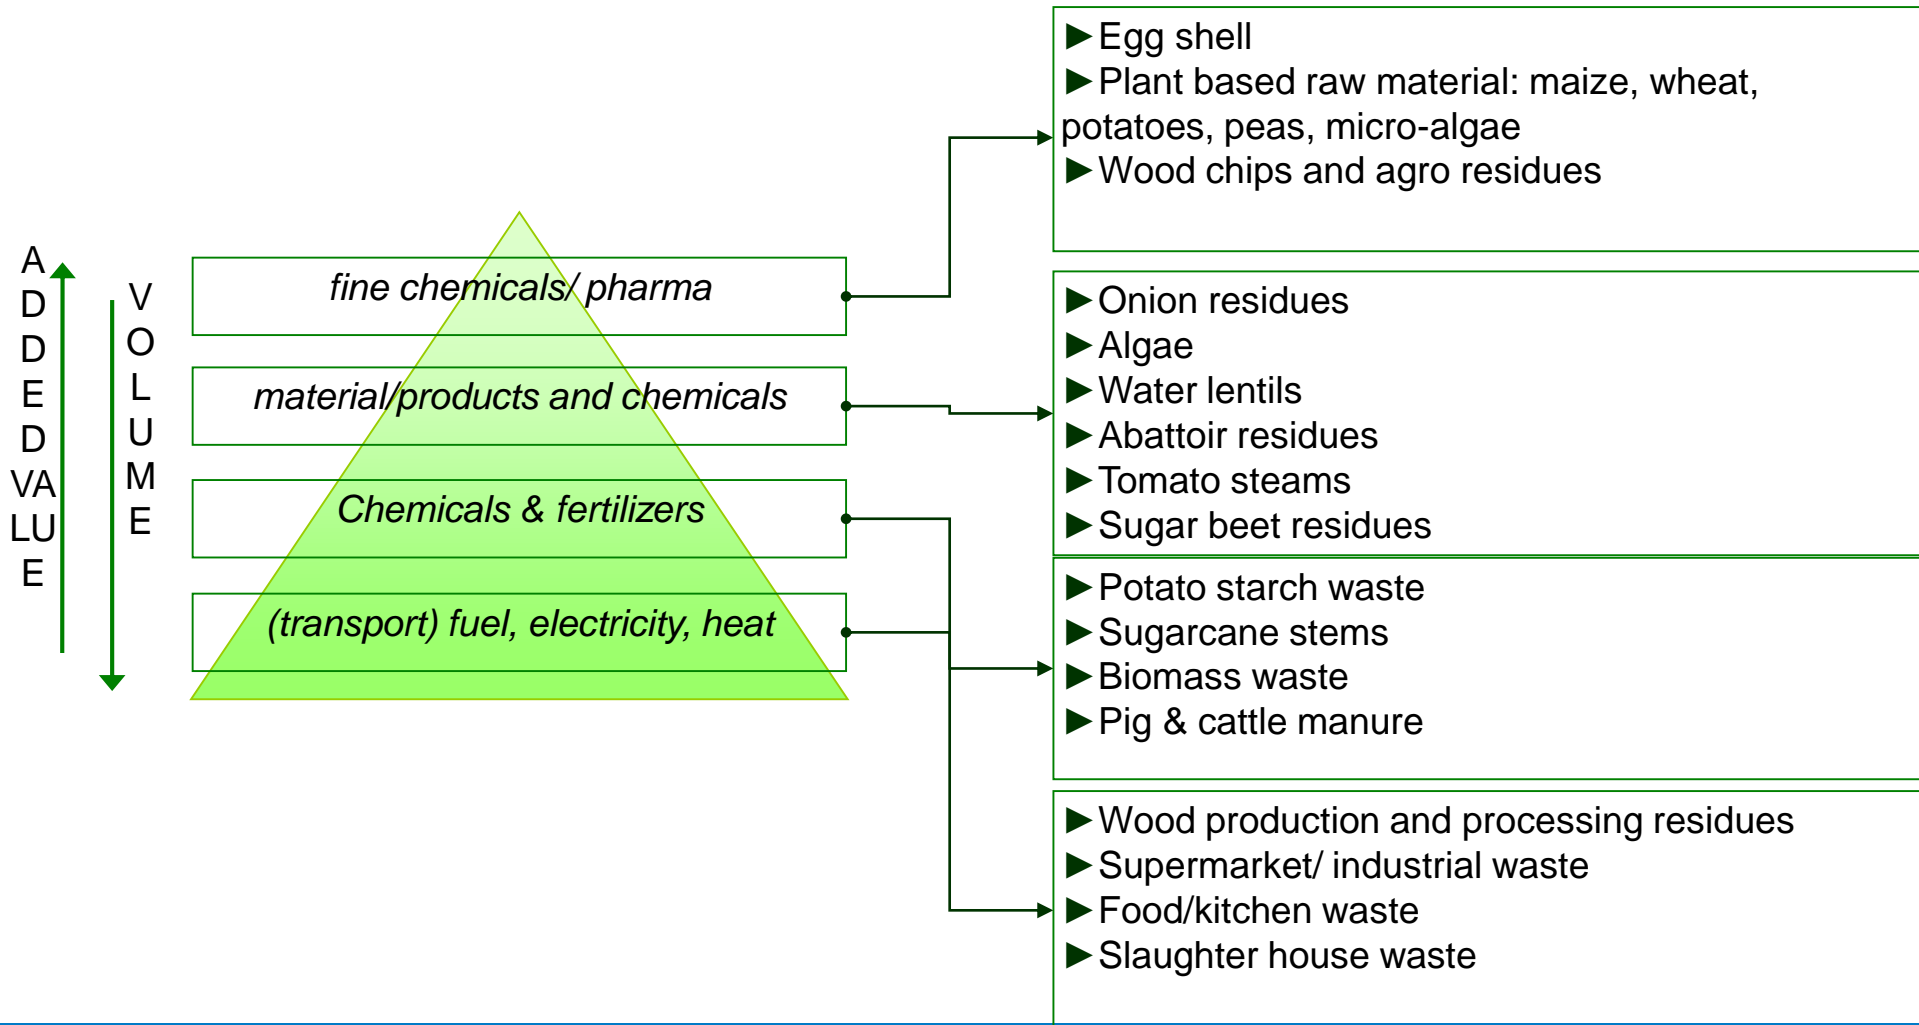 A
D
D
E
D
VA
LU
E
V
O
L
U
M
E
fine chemicals/ pharma
material/products and chemicals
Chemicals & fertilizers
(transport) fuel, electricity, heat
►Egg shell
►Plant based raw material: maize, wheat,
potatoes, peas, micro-algae
►Wood chips and agro residues
►Onion residues
►Algae
►Water lentils
►Abattoir residues
►Tomato steams
►Sugar beet residues
►Potato starch waste
►Sugarcane stems
►Biomass waste
►Pig & cattle manure
►Wood production and processing residues
►Supermarket/ industrial waste
►Food/kitchen waste
►Slaughter house waste